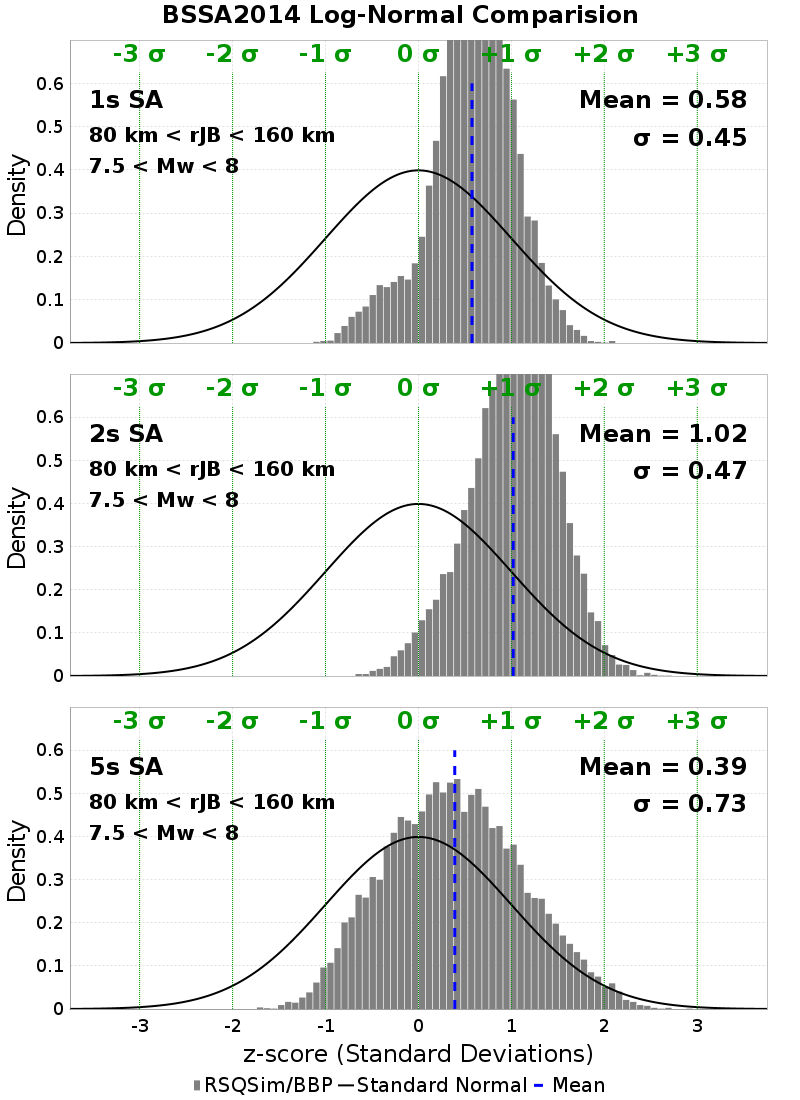 BSSA2014 Log-Normal Comparision
-3 σ -2 σ -1 σ 0 σ +1 σ +2 σ +3 σ
0.6
1s SA Mean = 0.58
0.5
80 km < rJB < 160 km σ = 0.45
7.5 < Mw < 8
0.4
0.3
0.2
0.1
0
Density
-3 σ -2 σ -1 σ 0 σ +1 σ +2 σ +3 σ
0.6
2s SA Mean = 1.02
0.5
80 km < rJB < 160 km σ = 0.47
7.5 < Mw < 8
0.4
0.3
0.2
0.1
0
Density
-3 σ -2 σ -1 σ 0 σ +1 σ +2 σ +3 σ
0.6
5s SA Mean = 0.39
0.5
80 km < rJB < 160 km σ = 0.73
7.5 < Mw < 8
0.4
0.3
0.2
0.1
0
Density
-3 -2 -1 0 1 2 3
z-score (Standard Deviations)
RSQSim/BBP Standard Normal Mean